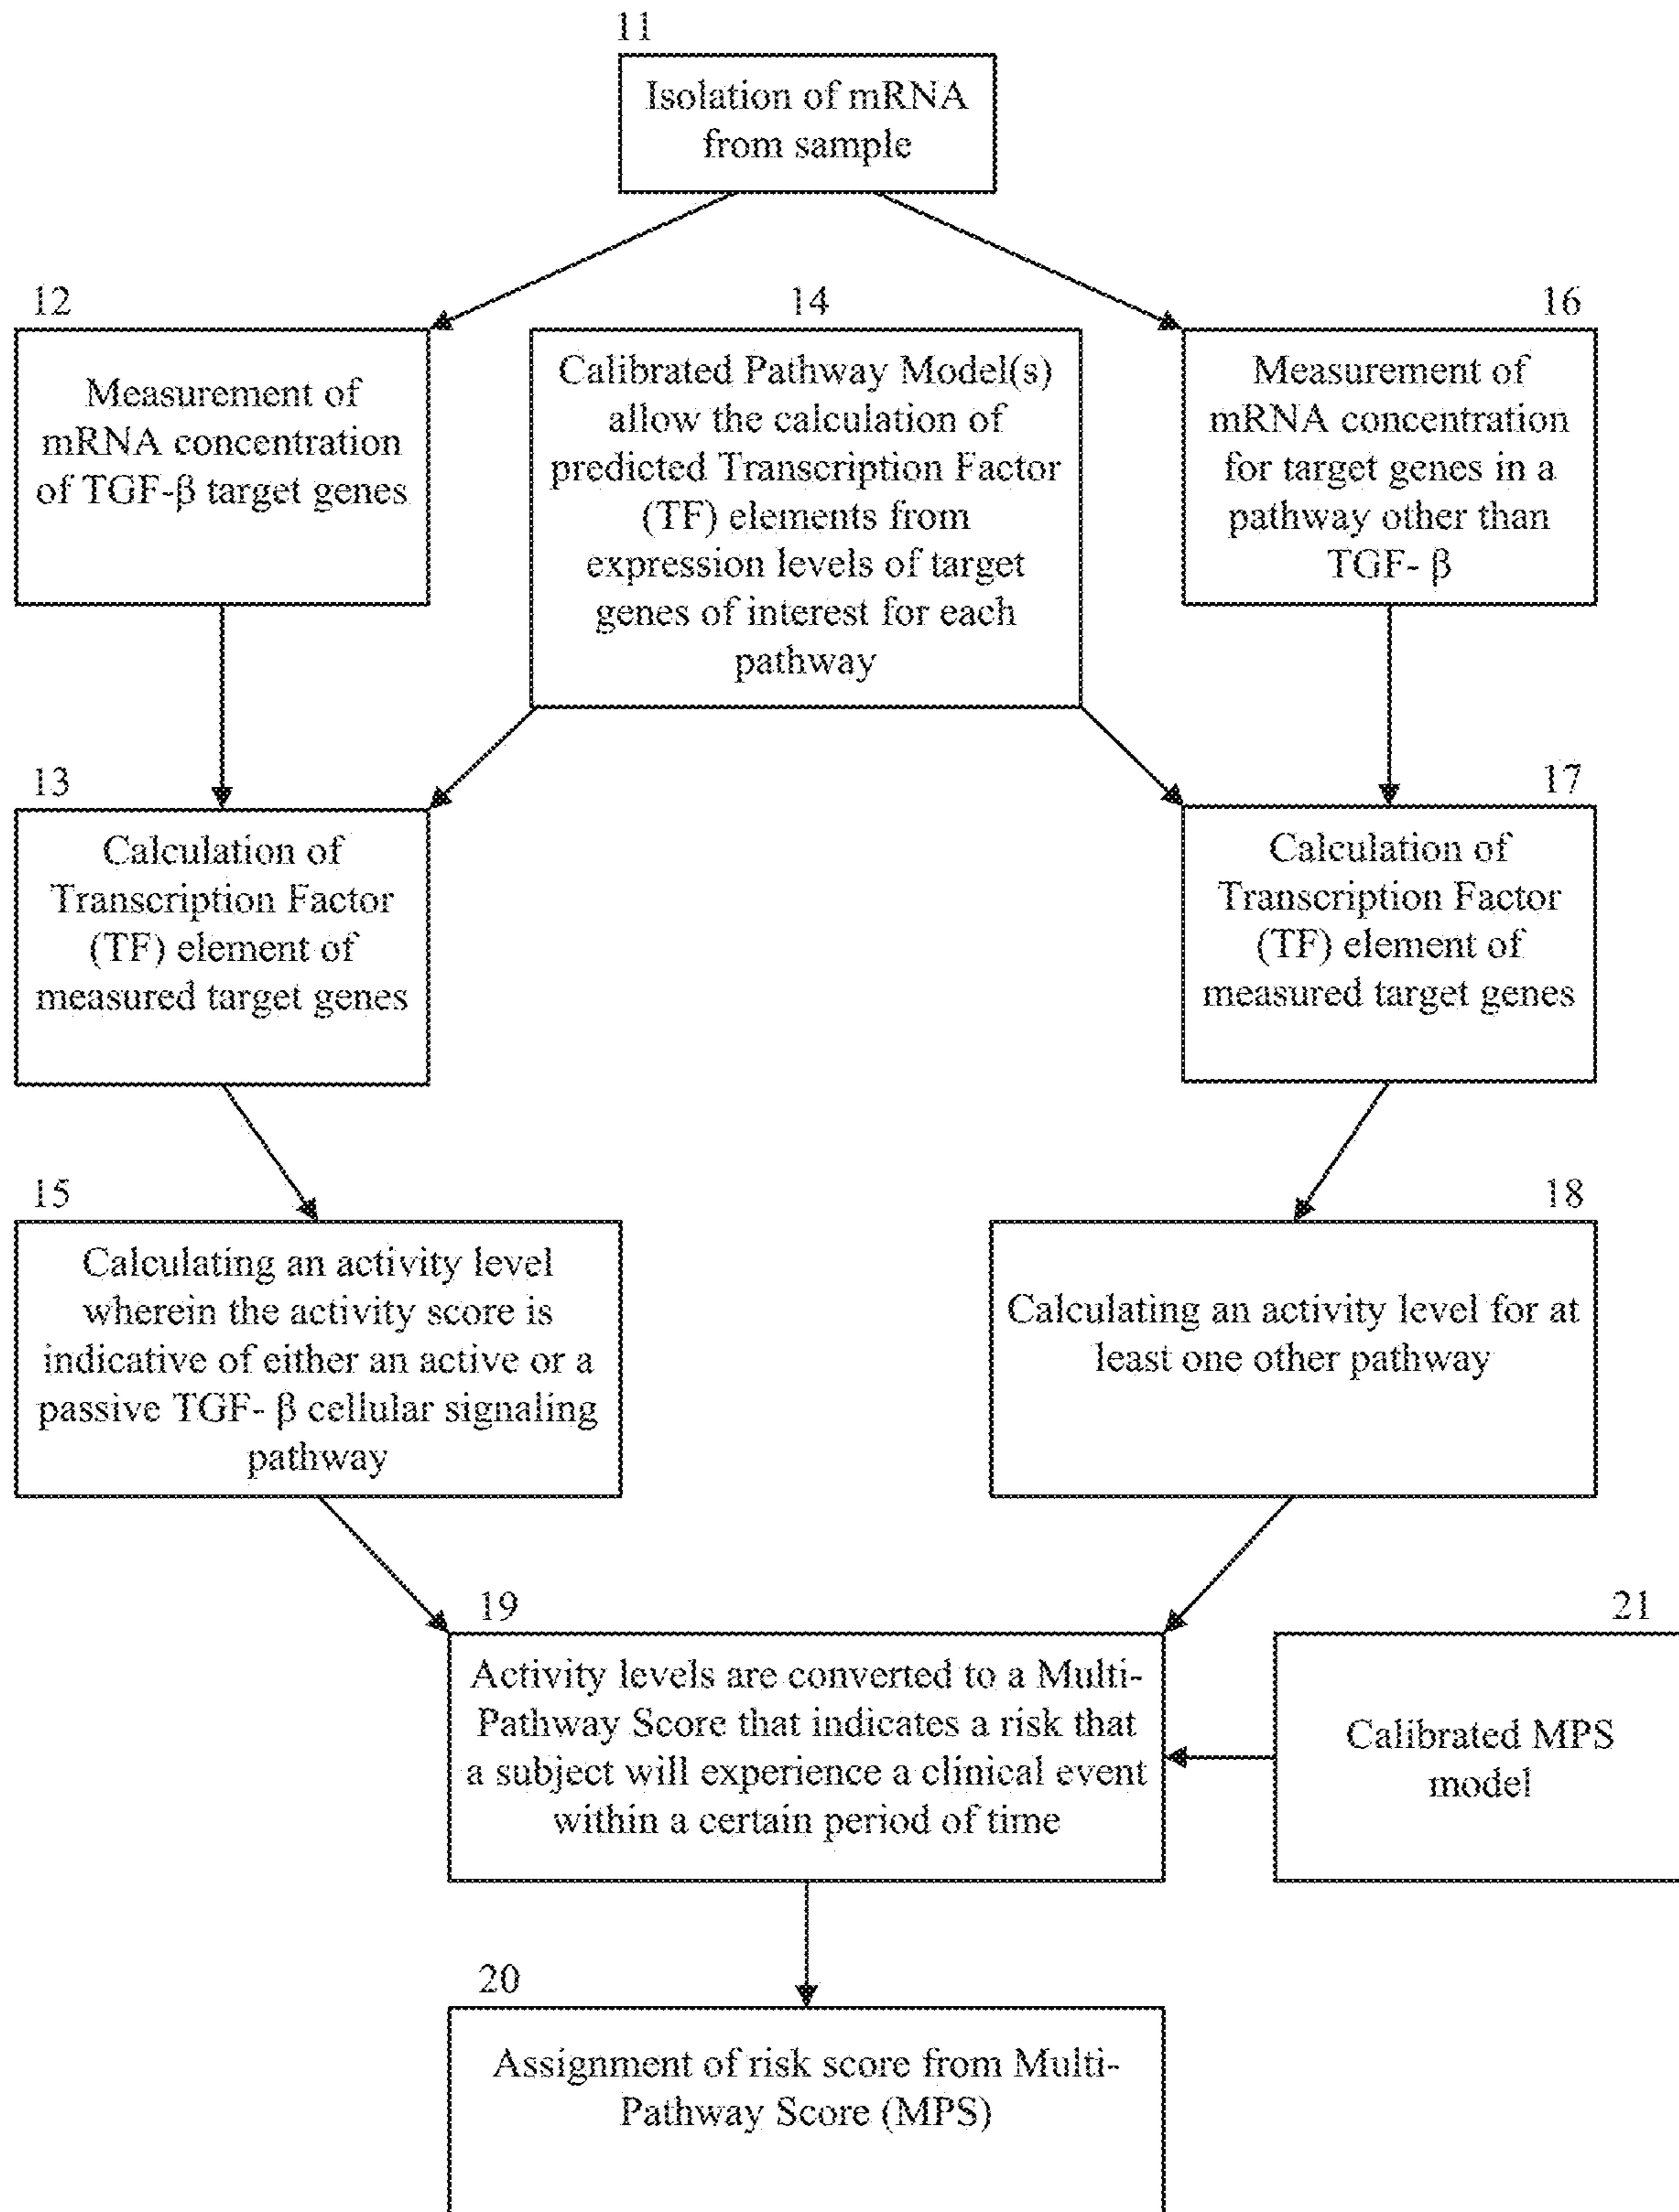 11
Isolation of mRNA
from sample
12
Measurement of
mRNA concentration
of TGF-β target genes
14
Calibrated Pathway Model(s)
allow the calculation of
predicted Transcription Factor
(TF) elements from
expression levels of target
genes of interest for each
pathway
16
Measurement of
mRNA concentration
for target genes in a
pathway other than
TGF- β
13
Calculation of
Transcription Factor
(TF) element of
measured target genes
17
Calculation of
Transcription Factor
(TF) element of
measured target genes
15
Calculating an activity level
wherein the activity score is
indicative of either an active or a
passive TGF- β cellular signaling
pathway
18
Calculating an activity level for at
least one other pathway
19
Activity levels are converted to a Multi-
Pathway Score that indicates a risk that
a subject will experience a clinical event
within a certain period of time
21
Calibrated MPS
model
20
Assignment of risk score from Multi-
Pathway Score (MPS)